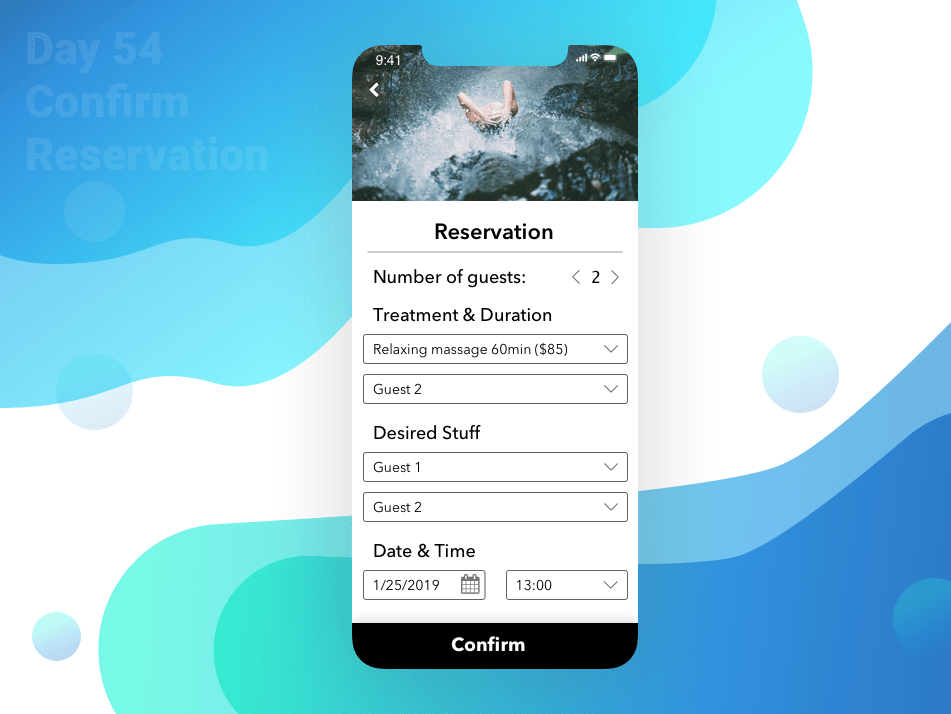 Day 54
Confirm
Reservation
9:41
Reservation
Number of guests: 2
Treatment & Duration
Relaxing massage 60min ($85)
Guest 2
Desired Stuff
Guest 1
Guest 2
Date & Time
1/25/2019 13:00
Confirm